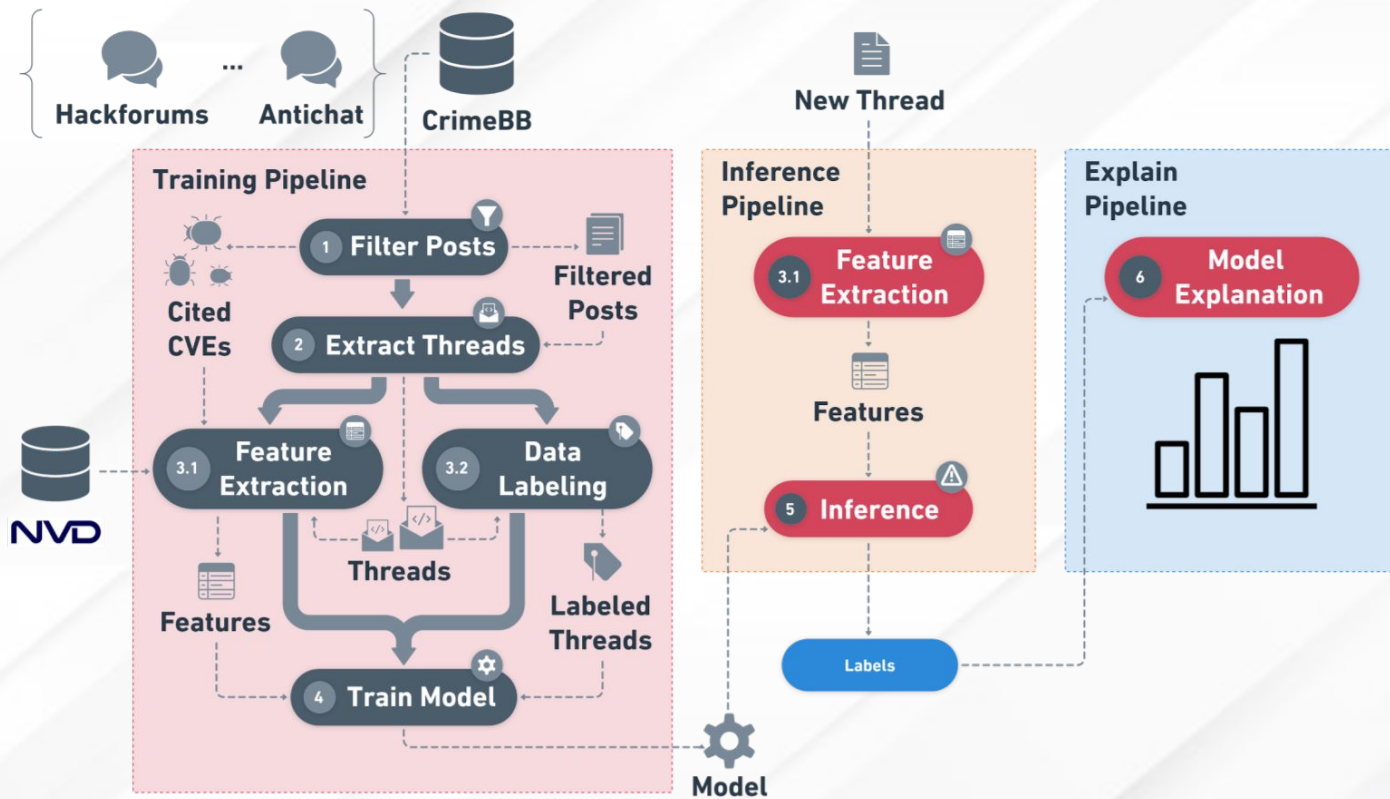 Hackforums
...
Antichat
CrimeBB
New Thread
Training Pipeline
1 Filter Posts
Cited
CVEs
Filtered
Posts
2 Extract Threads
NVD
3.1 Feature
Extraction
3.2 Data
Labeling
</>
</>
Threads
Features
Labeled
Threads
4 Train Model
Model
Inference
Pipeline
3.1 Feature
Extraction
Features
5 Inference
Labels
Explain
Pipeline
6 Model
Explanation